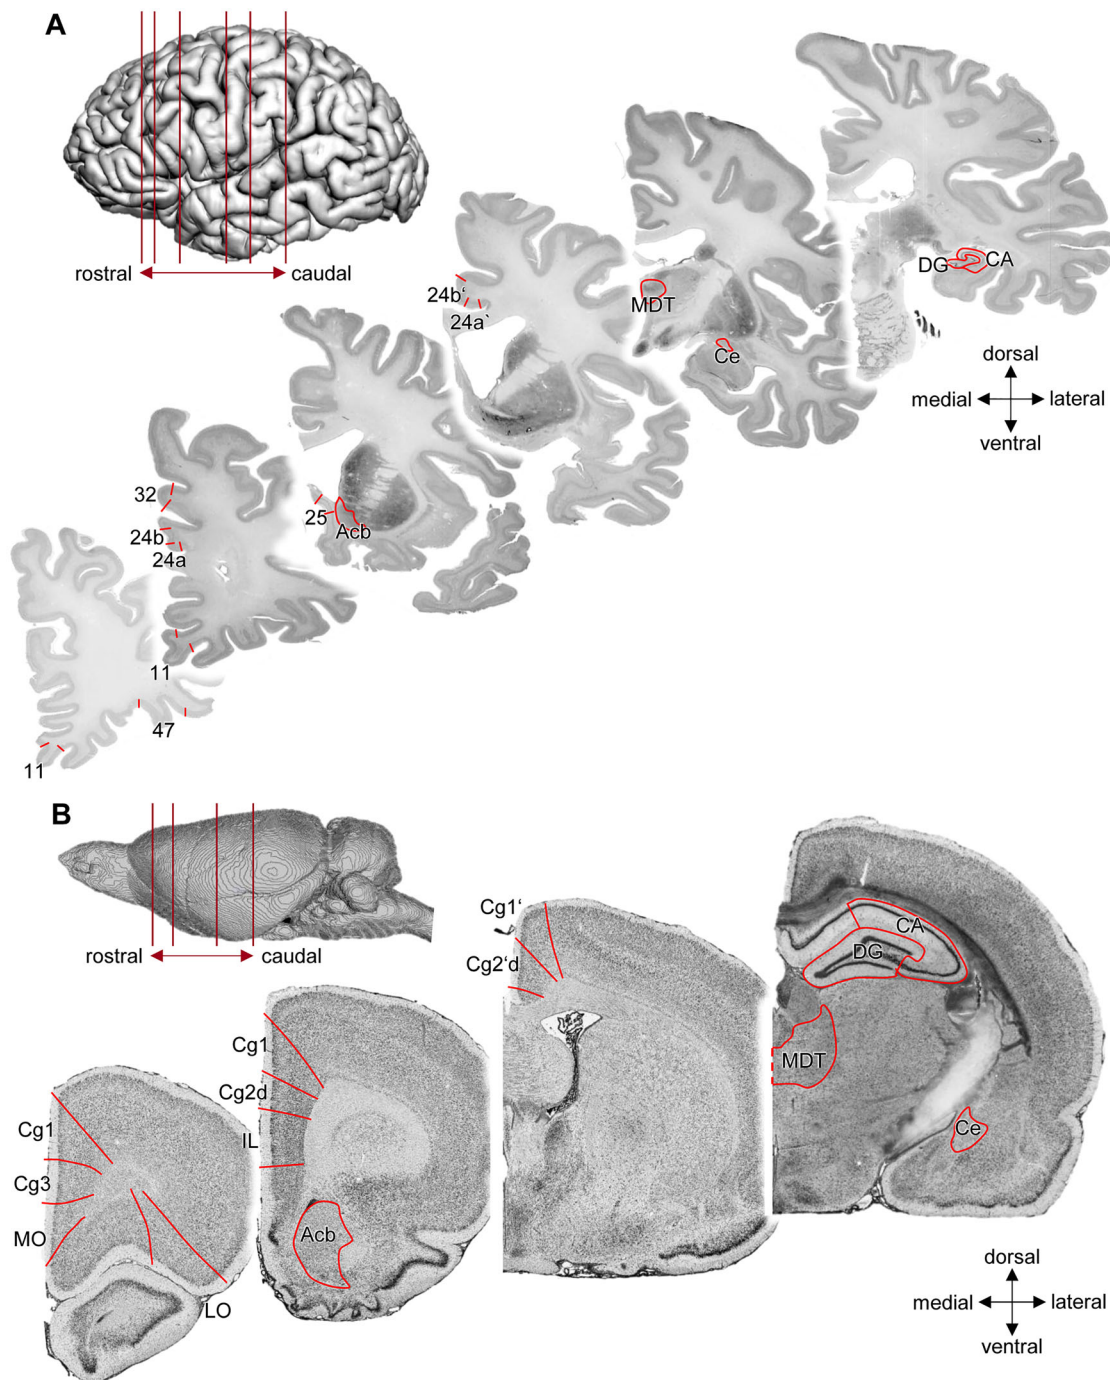 A
rostral
caudal
24b'
24a`
MDT
Ce
DG
CA
dorsal
medial
lateral
ventral
32
24b
24a
25
Acb
11
47
11
B
rostral
caudal
Cg1'
Cg2'd
CA
DG
MDT
Ce
Cg1
Cg2d
IL
Acb
Cg1
Cg3
MO
LO
dorsal
medial
lateral
ventral